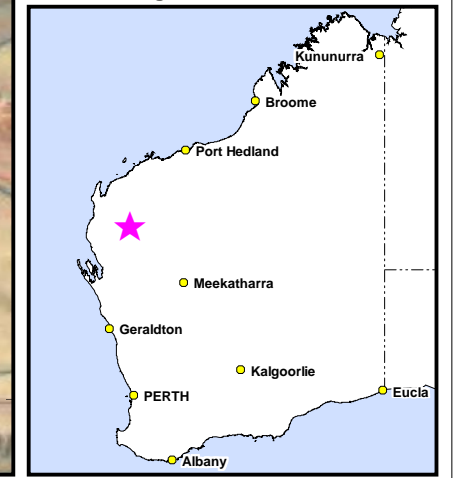 Kununurra
Broome
Port Hedland
Meekatharra
Geraldton
Kalgoorlie
PERTH
Eucla
Albany